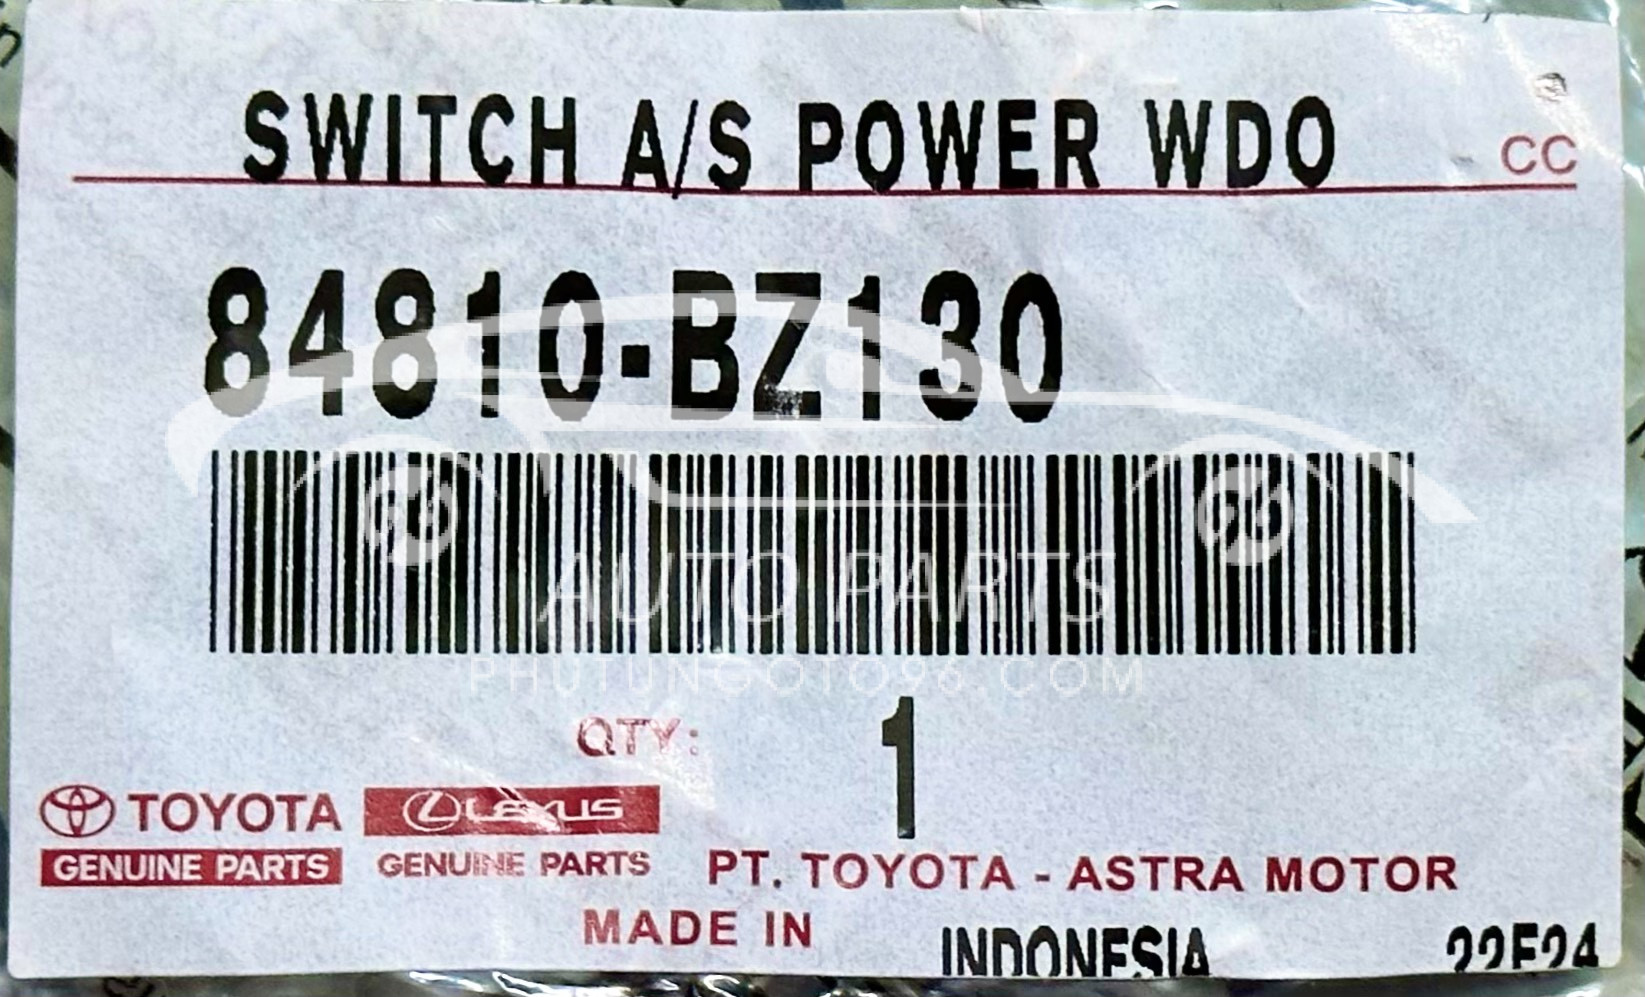 SWITCH A/S POWER WDO
CC
84810-BZ130
AUTO PARTS
PHUTUNGOTO96.COM
QTY: 1
TOYOTA
GENUINE PARTS
LEXUS
GENUINE PARTS
PT. TOYOTA - ASTRA MOTOR
MADE IN INDONESIA